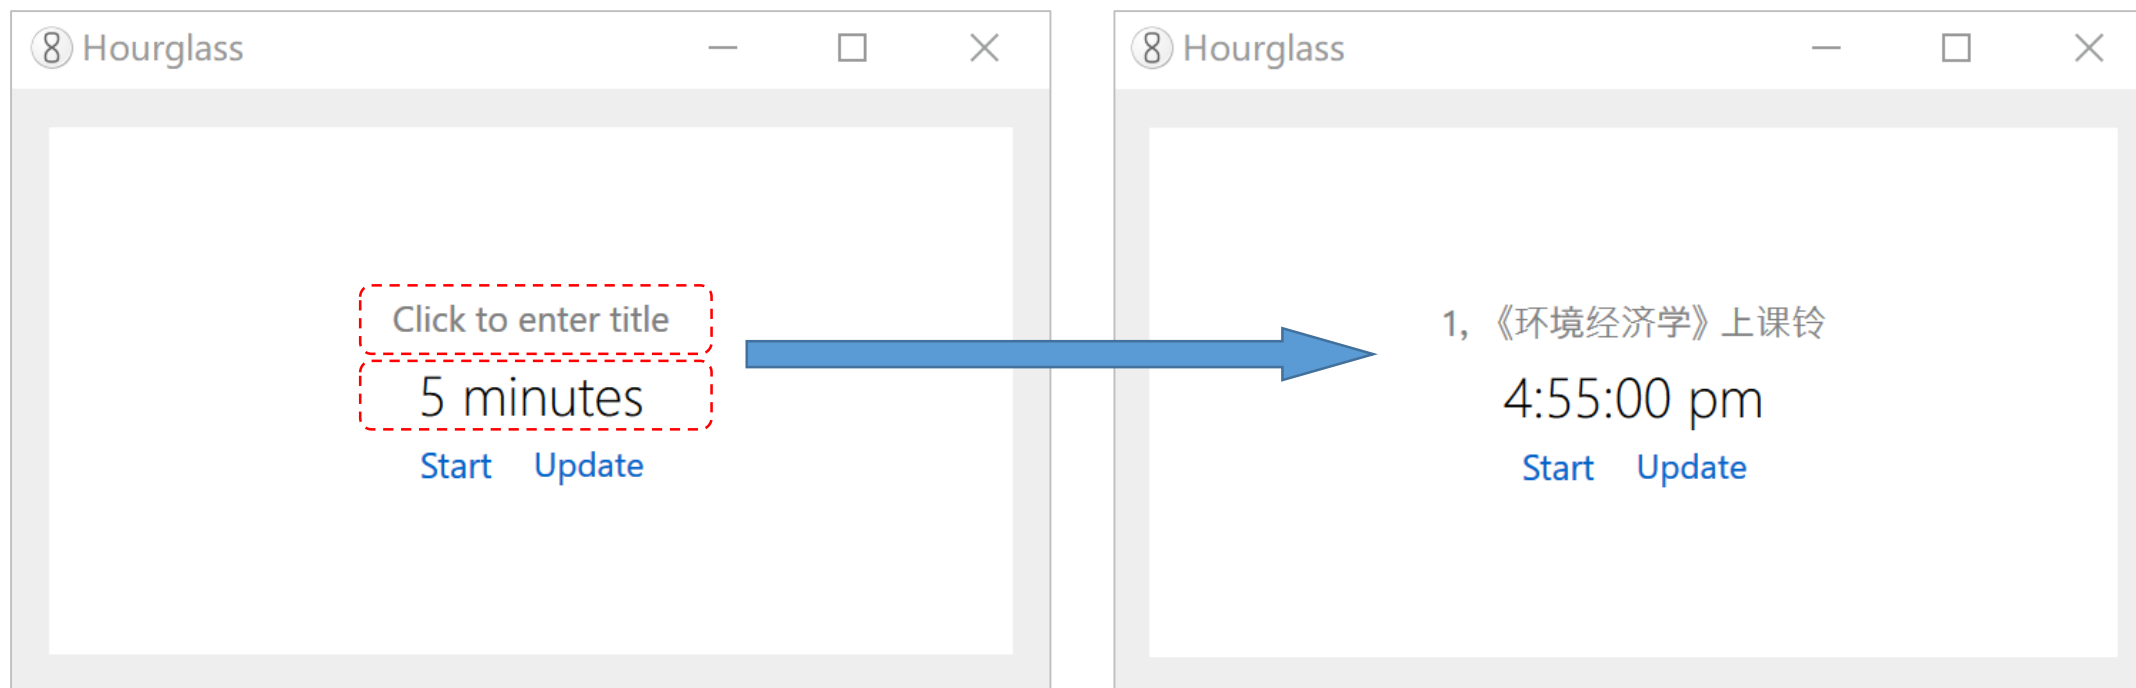 Hourglass
Click to enter title
5 minutes
Start Update
Hourglass
1, 《环境经济学》上课铃
4:55:00 pm
Start Update